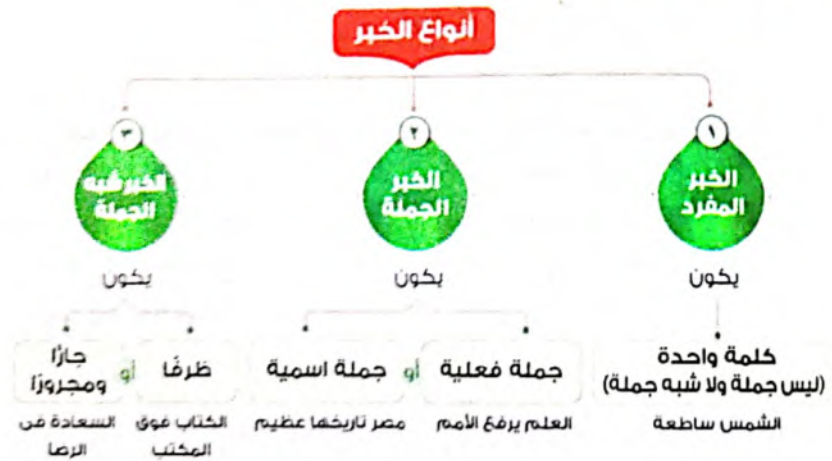 أنواع الخبر
١
الخبر
المفرد
يكون
كلمة واحدة
(ليس جملة ولا شبه جملة)
الشمس ساطعة
٢
الخبر
الجملة
يكون
جملة فعلية أو جملة اسمية
العلم يرفع الأمم
مصر تاريخها عظيم
٣
الخبر شبه
الجملة
يكون
ظرفًا أو جارًا
ومجرورًا
الكتاب فوق
المكتب
السعادة فى
الرضا